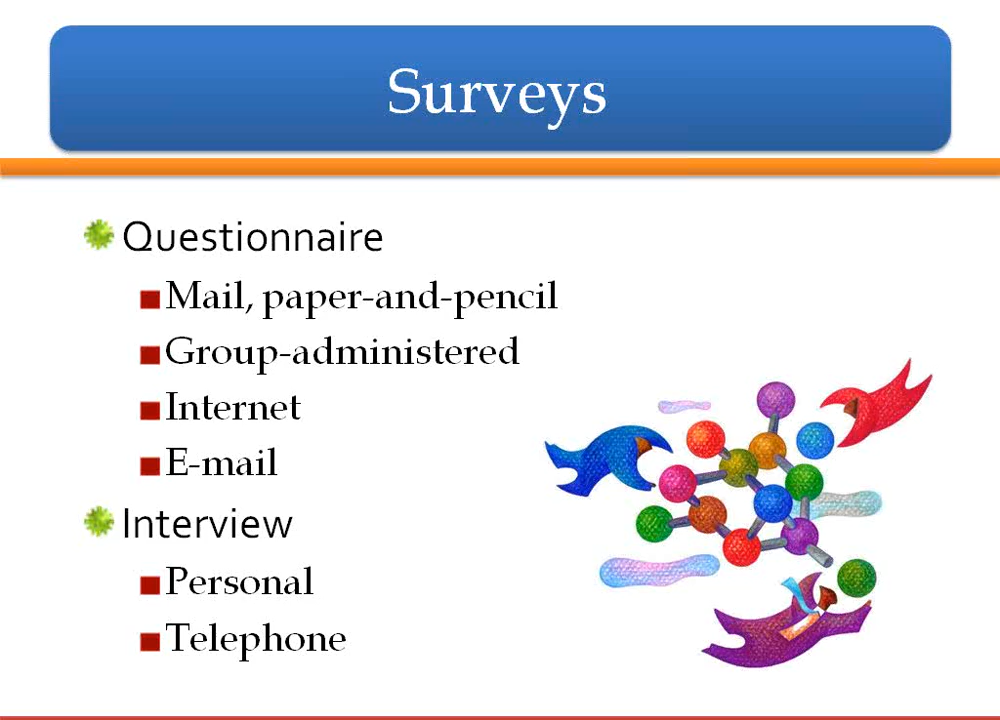 Surveys
Questionnaire
Mail, paper-and-pencil
Group-administered
Internet
E-mail
Interview
Personal
Telephone